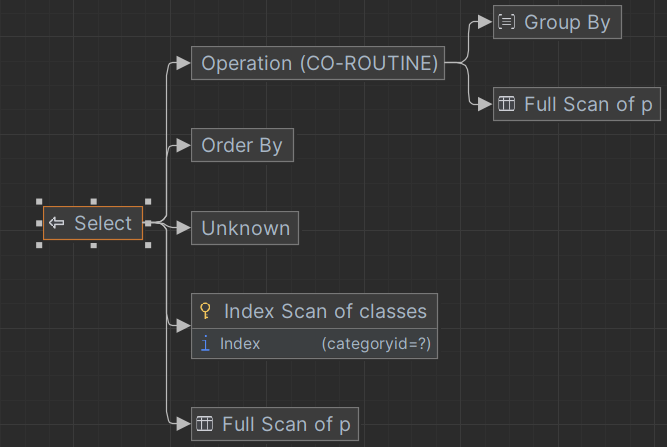 Group By
Operation (CO-ROUTINE)
Full Scan of p
Order By
Select
Unknown
Index Scan of classes
Index (categoryid=?)
Full Scan of p